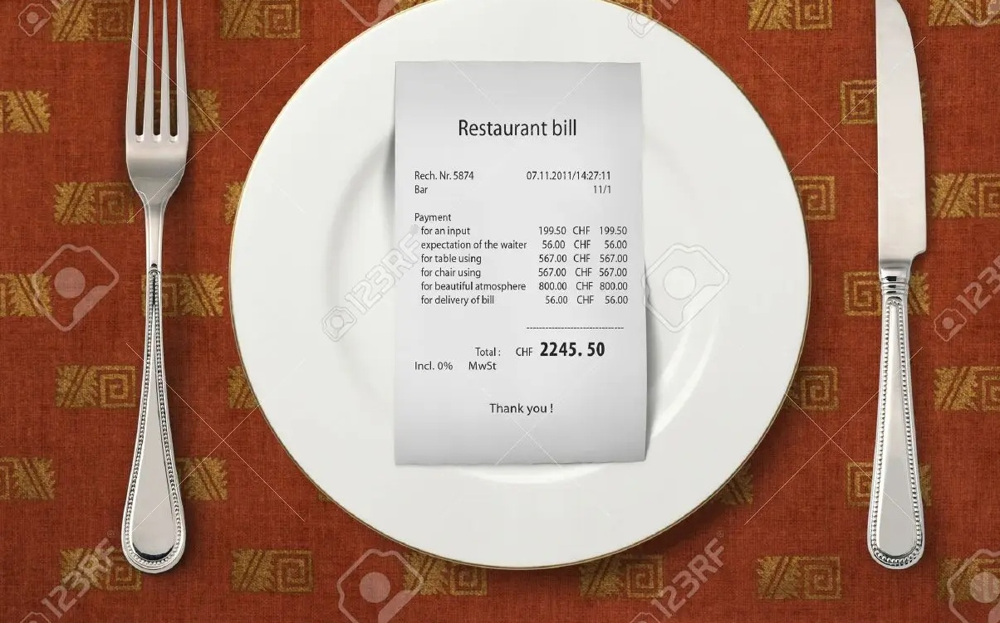 Restaurant bill
Rech. Nr. 5874 07.11.2011/14:27:11
Bar 11/1
Payment
for an input 199.50 CHF 199.50
expectation of the waiter 56.00 CHF 56.00
for table using 567.00 CHF 567.00
for chair using 567.00 CHF 567.00
for beautiful atmosphere 800.00 CHF 800.00
for delivery of bill 56.00 CHF 56.00
--------------------------------
Total : CHF 2245. 50
Incl. 0% MwSt
Thank you !
123RF
123RF
123RF
123RF
123RF
123RF
123RF